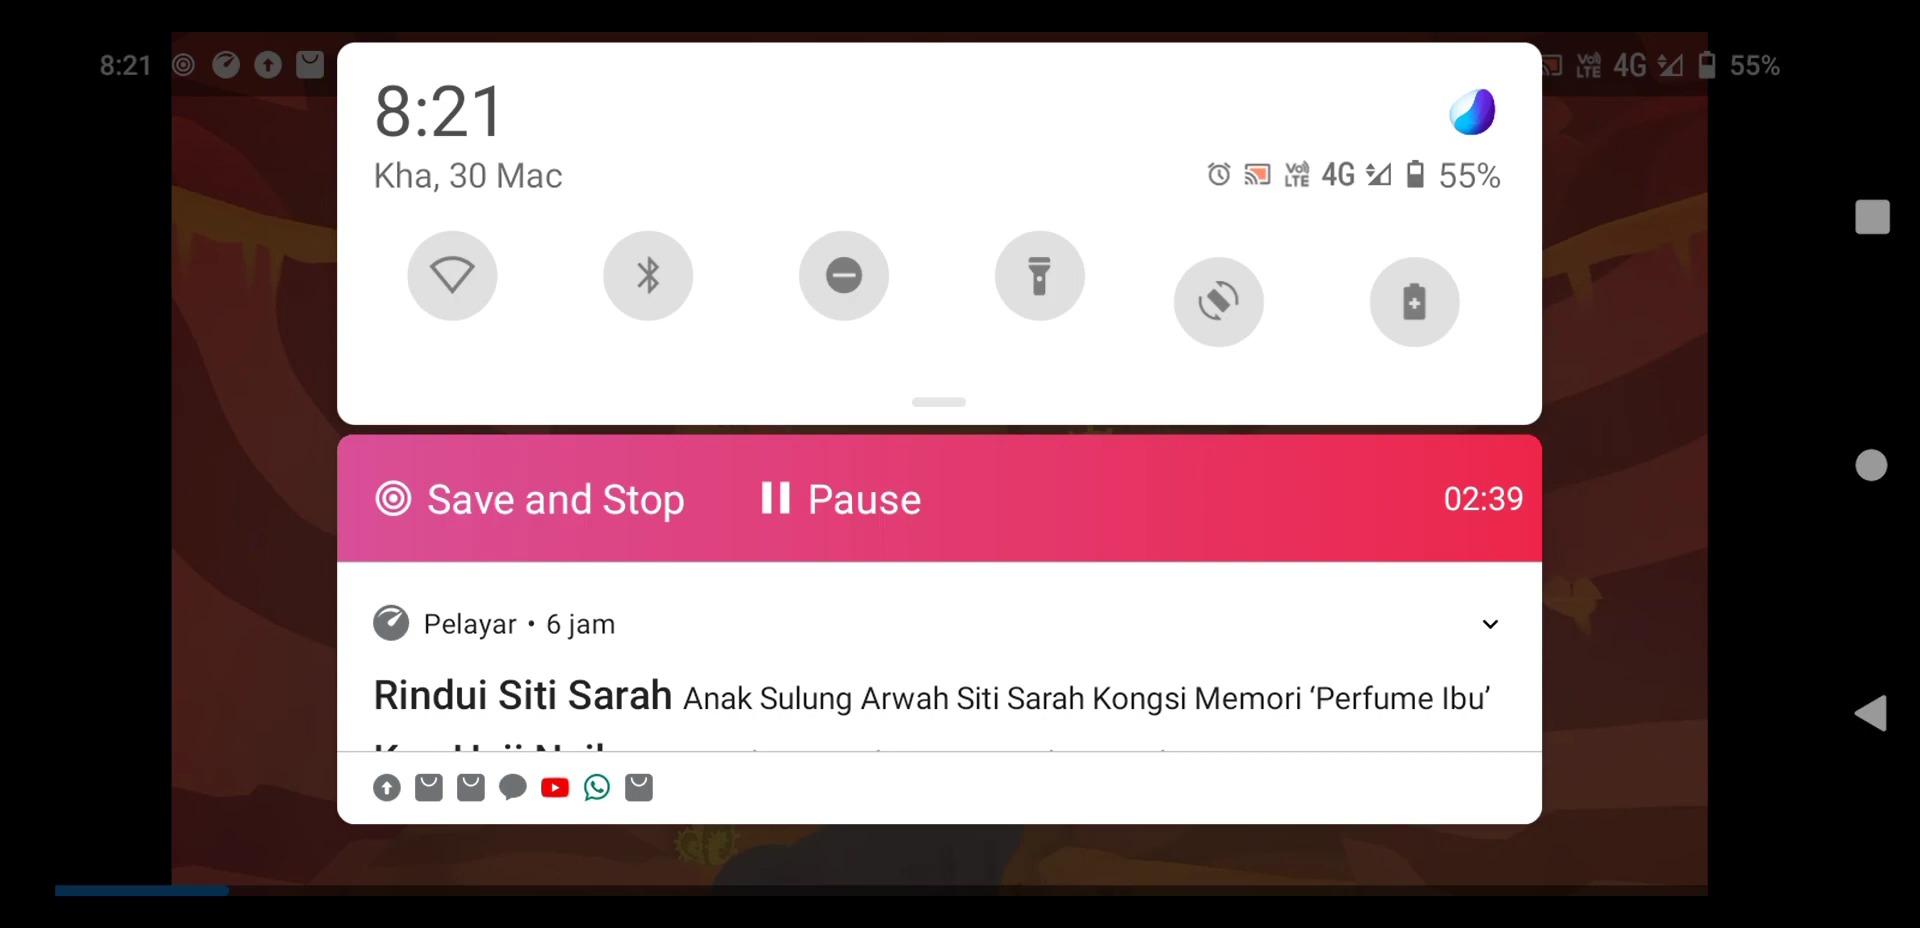 8:21
4G 55%
8:21
Kha, 30 Mac
VoLTE 4G 55%
Save and Stop
Pause
02:39
Pelayar • 6 jam
Rindui Siti Sarah Anak Sulung Arwah Siti Sarah Kongsi Memori ‘Perfume Ibu’